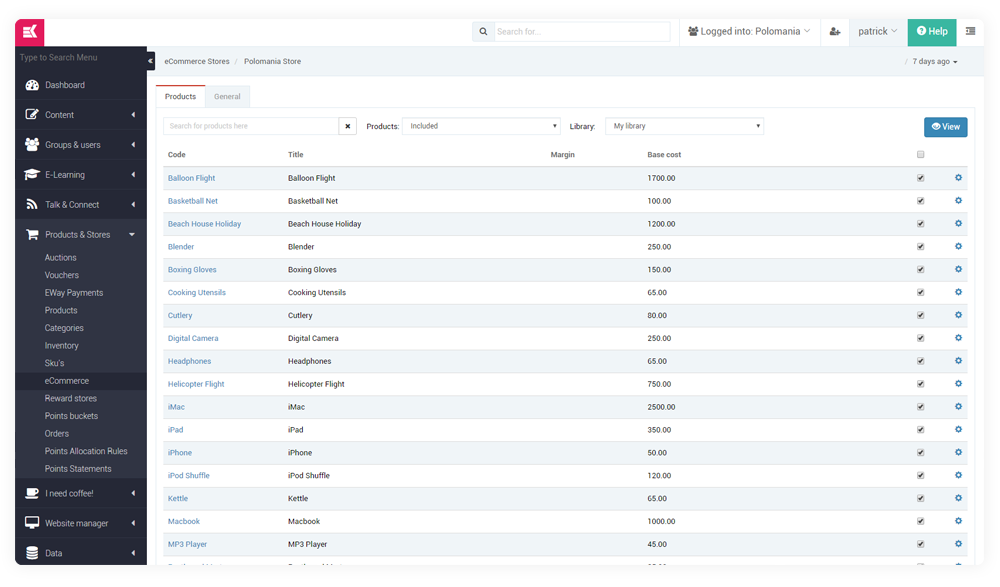 Search for...
Logged into: Polomania
patrick
Help
Type to Search Menu
eCommerce Stores / Polomania Store
/ 7 days ago
Dashboard
Content
Groups & users
E-Learning
Talk & Connect
Products & Stores
Auctions
Vouchers
EWay Payments
Products
Categories
Inventory
Sku's
eCommerce
Reward stores
Points buckets
Orders
Points Allocation Rules
Points Statements
I need coffee!
Website manager
Data
Products General
Search for products here
Products: Included
Library: My library
View
Code Title Margin Base cost
Balloon Flight Balloon Flight 1700.00
Basketball Net Basketball Net 100.00
Beach House Holiday Beach House Holiday 1200.00
Blender Blender 250.00
Boxing Gloves Boxing Gloves 150.00
Cooking Utensils Cooking Utensils 65.00
Cutlery Cutlery 80.00
Digital Camera Digital Camera 250.00
Headphones Headphones 65.00
Helicopter Flight Helicopter Flight 750.00
iMac iMac 2500.00
iPad iPad 350.00
iPhone iPhone 50.00
iPod Shuffle iPod Shuffle 120.00
Kettle Kettle 65.00
Macbook Macbook 1000.00
MP3 Player MP3 Player 45.00